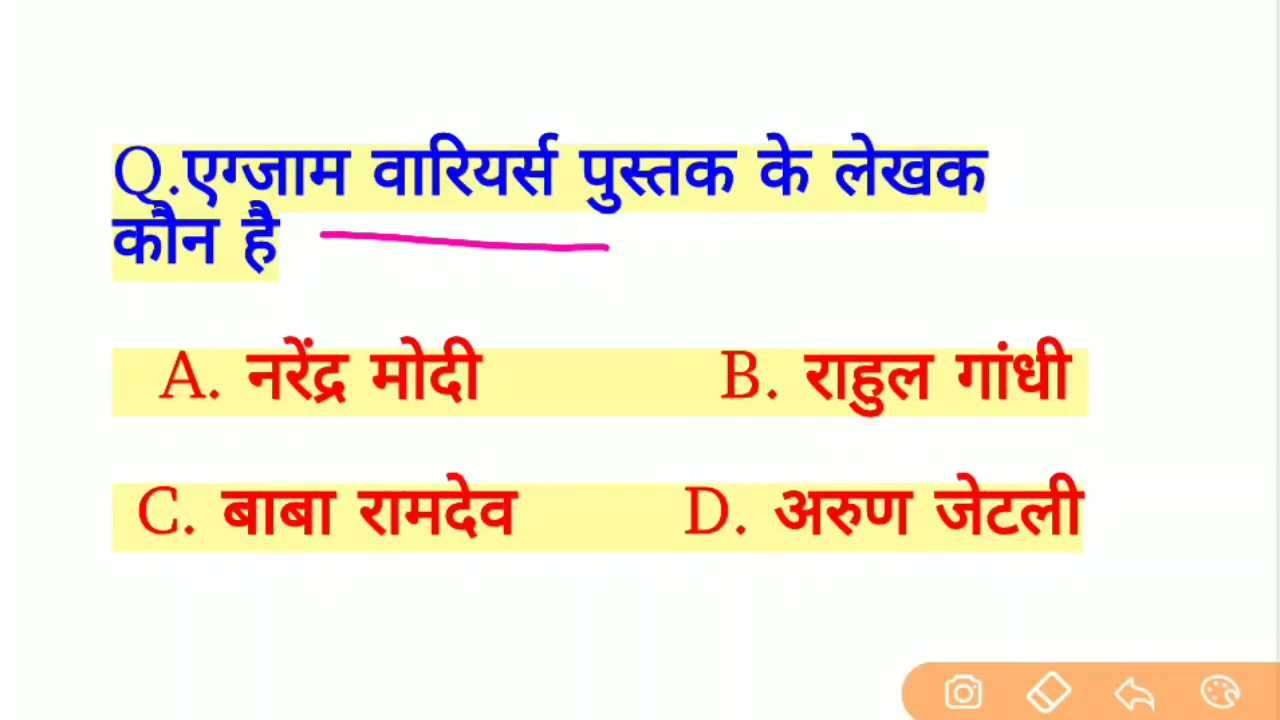 Q.एग्जाम वारियर्स पुस्तक के लेखक
कौन है
A. नरेंद्र मोदी B. राहुल गांधी
C. बाबा रामदेव D. अरुण जेटली